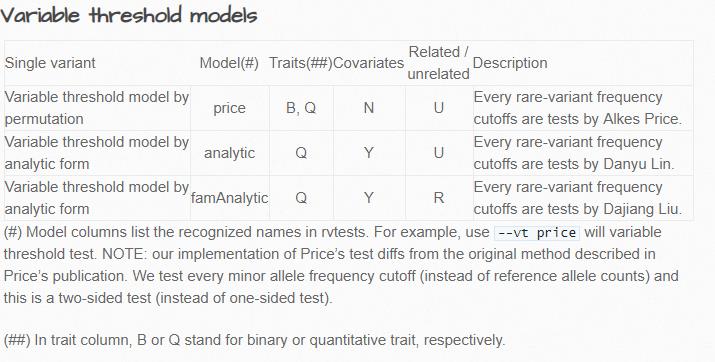 Variable threshold models
Single variant Model(#) Traits(##) Covariates Related / unrelated Description
Variable threshold model by permutation price B, Q N U Every rare-variant frequency cutoffs are tests by Alkes Price.
Variable threshold model by analytic form analytic Q Y U Every rare-variant frequency cutoffs are tests by Danyu Lin.
Variable threshold model by analytic form famAnalytic Q Y R Every rare-variant frequency cutoffs are tests by Dajiang Liu.
(#) Model columns list the recognized names in rvtests. For example, use --vt price will variable
threshold test. NOTE: our implementation of Price's test diffs from the original method described in
Price's publication. We test every minor allele frequency cutoff (instead of reference allele counts) and
this is a two-sided test (instead of one-sided test).
(##) In trait column, B or Q stand for binary or quantitative trait, respectively.